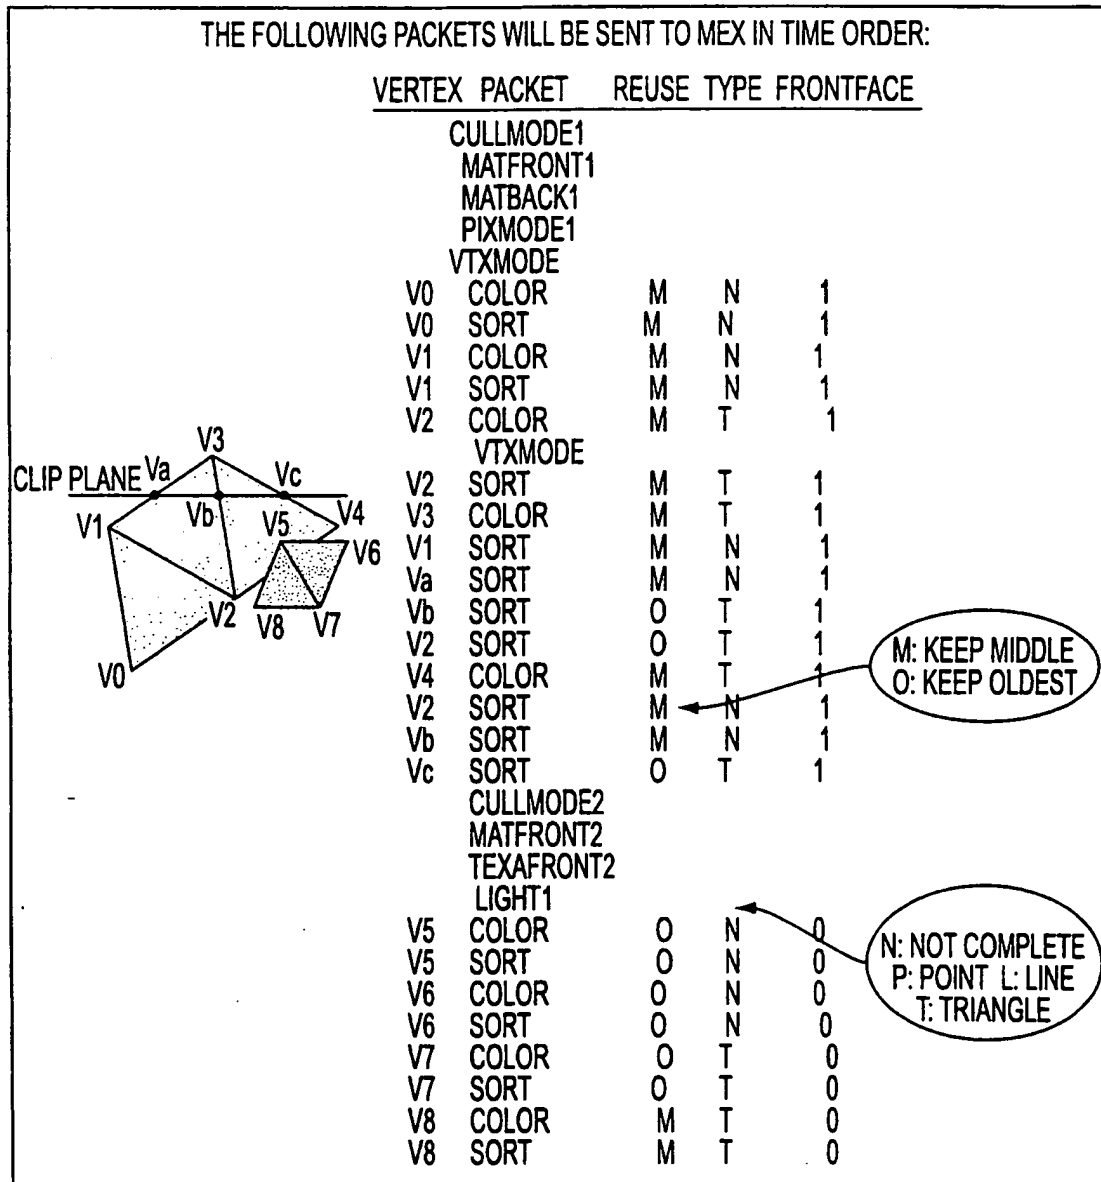 THE FOLLOWING PACKETS WILL BE SENT TO MEX IN TIME ORDER:
VERTEX PACKET REUSE TYPE FRONTFACE
CULLMODE1
MATFRONT1
MATBACK1
PIXMODE1
VTXMODE
V0 COLOR M N 1
V0 SORT M N 1
V1 COLOR M N 1
V1 SORT M N 1
V2 COLOR M T 1
VTXMODE
V2 SORT M T 1
V3 COLOR M T 1
V1 SORT M N 1
Va SORT M N 1
Vb SORT O T 1
V2 SORT O T 1
V4 COLOR M T 1
V2 SORT M N 1
Vb SORT M N 1
Vc SORT O T 1
CULLMODE2
MATFRONT2
TEXAFRONT2
LIGHT1
V5 COLOR O N 0
V5 SORT O N 0
V6 COLOR O N 0
V6 SORT O N 0
V7 COLOR O T 0
V7 SORT O T 0
V8 COLOR M T 0
V8 SORT M T 0
V3
CLIP PLANE Va Vc
V1 Vb V5 V4
V6
V2 V8 V7
V0
M: KEEP MIDDLE
O: KEEP OLDEST
N: NOT COMPLETE
P: POINT L: LINE
T: TRIANGLE